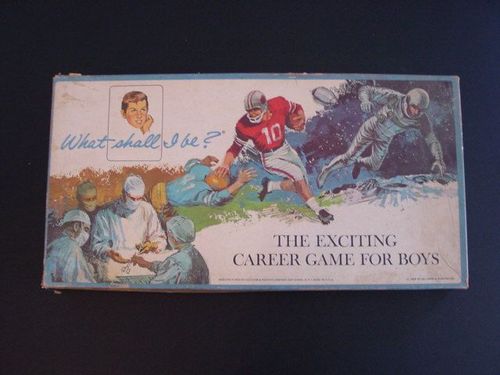 What shall I be?
10
THE EXCITING
CAREER GAME FOR BOYS